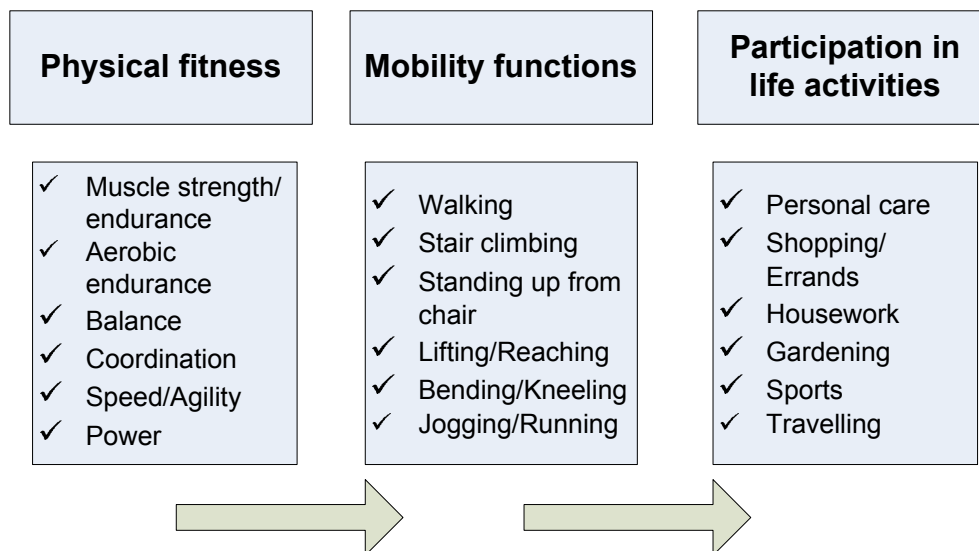 Physical fitness
Muscle strength/
endurance
Aerobic
endurance
Balance
Coordination
Speed/Agility
Power
Mobility functions
Walking
Stair climbing
Standing up from
chair
Lifting/Reaching
Bending/Kneeling
Jogging/Running
Participation in
life activities
Personal care
Shopping/
Errands
Housework
Gardening
Sports
Travelling